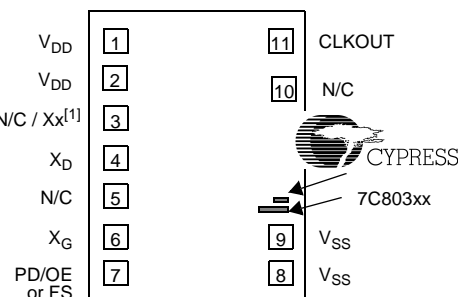 V_DD 1 11 CLKOUT
V_DD 2
10 N/C
N/C / Xx[1] 3
X_D 4 CYPRESS
N/C 5 7C803xx
X_G 6 9 V_SS
PD/OE 7 8 V_SS
or FS